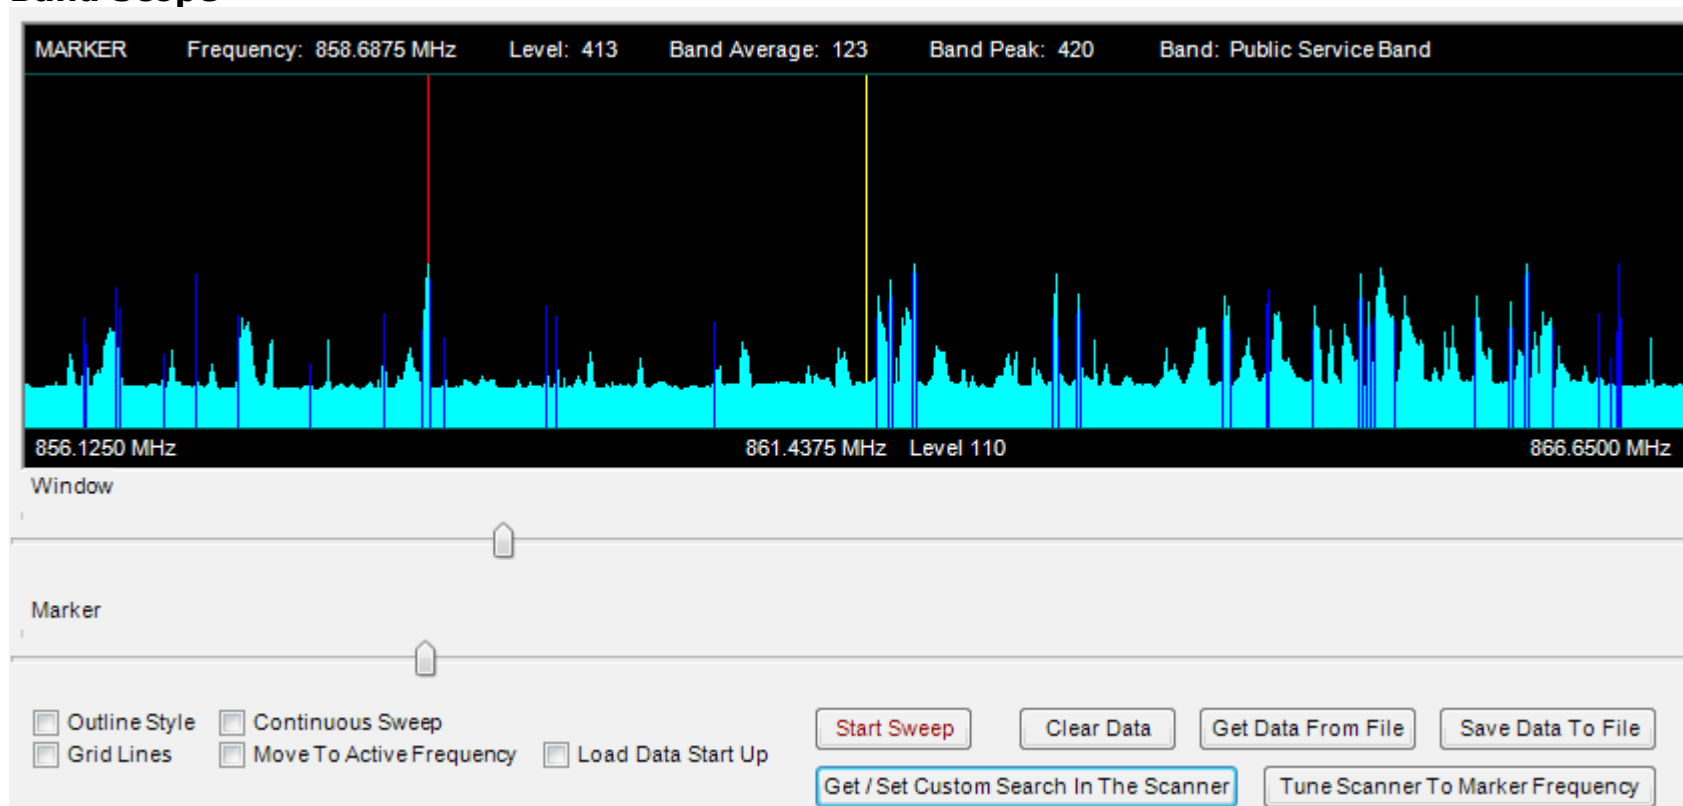 Band Scope
MARKER Frequency: 858.6875 MHz Level: 413 Band Average: 123 Band Peak: 420 Band: Public Service Band
856.1250 MHz 861.4375 MHz Level 110 866.6500 MHz
Window
Marker
Outline Style Continuous Sweep
Grid Lines Move To Active Frequency Load Data Start Up
Start Sweep Clear Data Get Data From File Save Data To File
Get / Set Custom Search In The Scanner Tune Scanner To Marker Frequency